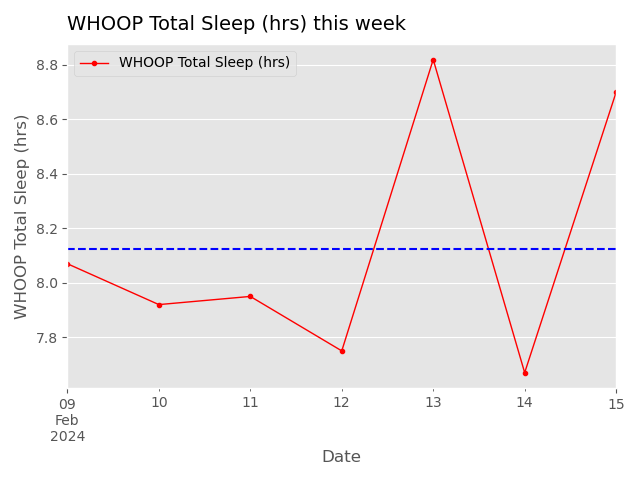 WHOOP Total Sleep (hrs) this week
WHOOP Total Sleep (hrs)
8.8
8.6
8.4
8.2
8.0
7.8
WHOOP Total Sleep (hrs)
09 10 11 12 13 14 15
Feb
2024
Date